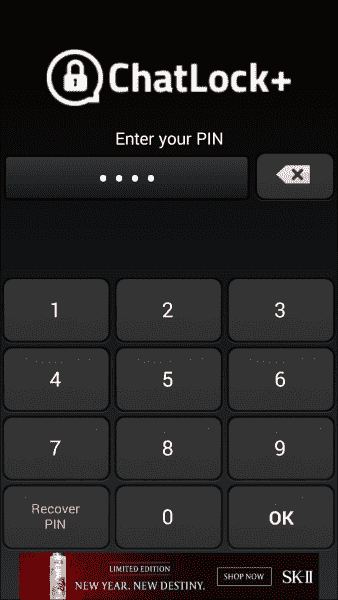 ChatLock+
Enter your PIN
1 2 3
4 5 6
7 8 9
Recover
PIN
0 OK
LIMITED EDITION
NEW YEAR. NEW DESTINY.
SHOP NOW
SK-II